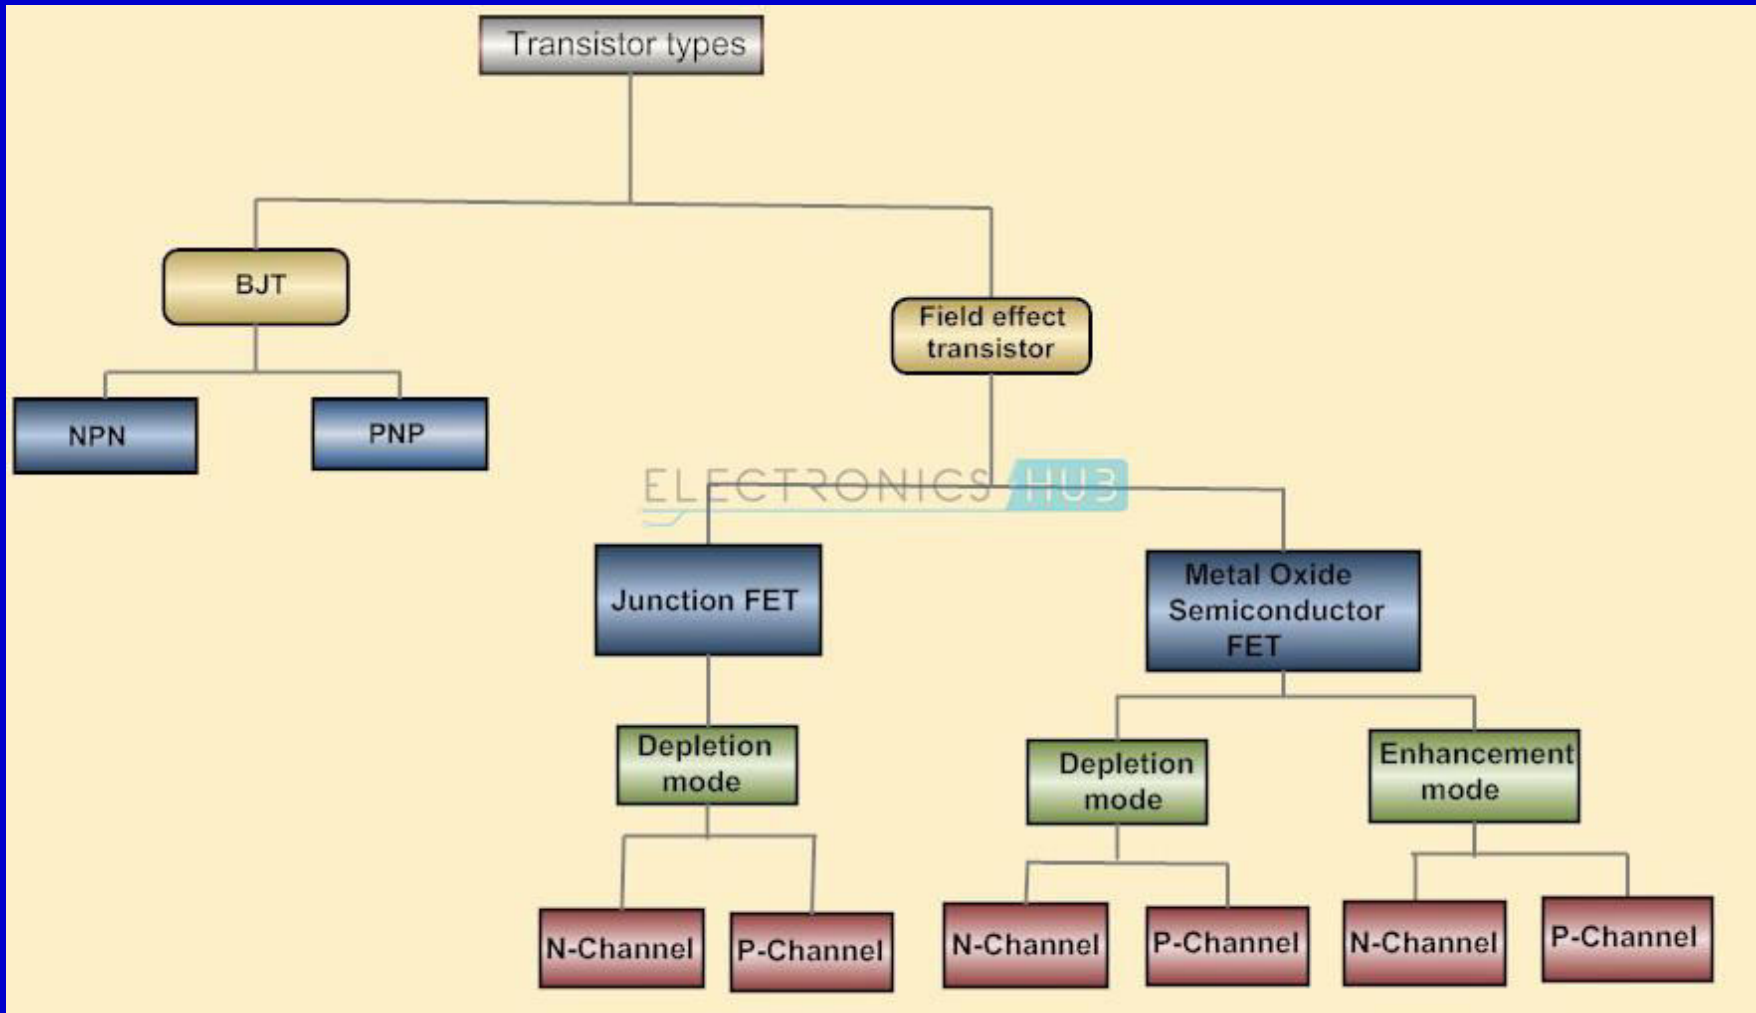 Transistor types
BJT
Field effect
transistor
NPN
PNP
ELECTRONICS HUB
Junction FET
Metal Oxide
Semiconductor
FET
Depletion
mode
Depletion
mode
Enhancement
mode
N-Channel
P-Channel
N-Channel
P-Channel
N-Channel
P-Channel